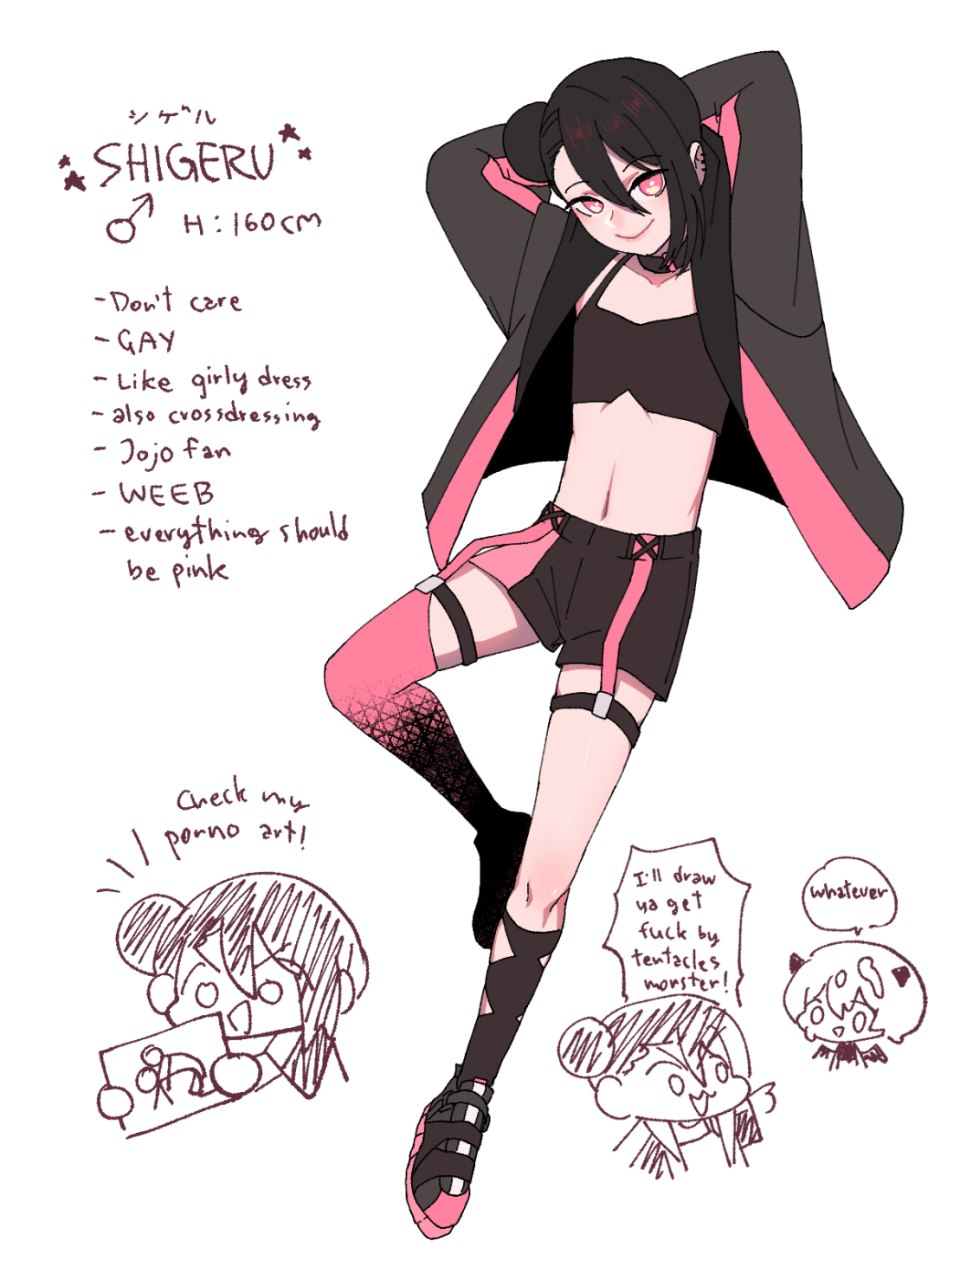 シゲル
SHIGERU
♂ H:160cm
- Don't care
- GAY
- Like girly dress
- also crossdressing
- Jojo fan
- WEEB
- everything should
be pink
Check my
porno art!
I'll draw
ya get
fuck by
tentacles
monster!
whatever